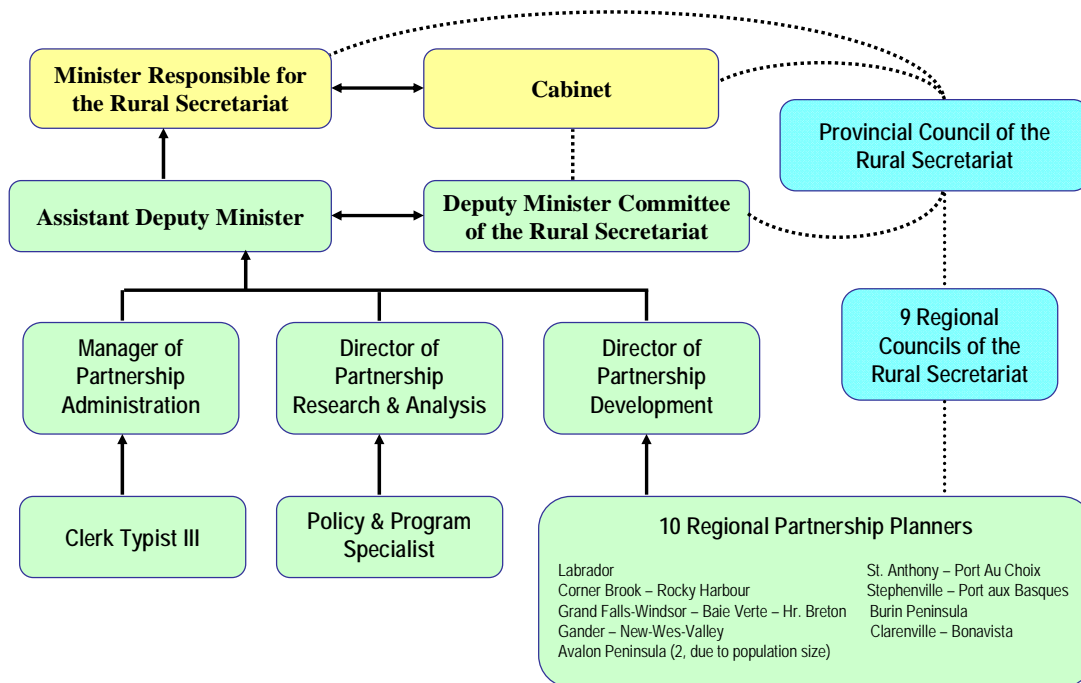 Minister Responsible for
the Rural Secretariat
Cabinet
Provincial Council of the
Rural Secretariat
Assistant Deputy Minister
Deputy Minister Committee
of the Rural Secretariat
9 Regional
Councils of the
Rural Secretariat
Manager of
Partnership
Administration
Director of
Partnership
Research & Analysis
Director of
Partnership
Development
Clerk Typist III
Policy & Program
Specialist
10 Regional Partnership Planners
Labrador
Corner Brook – Rocky Harbour
Grand Falls-Windsor – Baie Verte – Hr. Breton
Gander – New-Wes-Valley
Avalon Peninsula (2, due to population size)
St. Anthony – Port Au Choix
Stephenville – Port aux Basques
Burin Peninsula
Clarenville – Bonavista